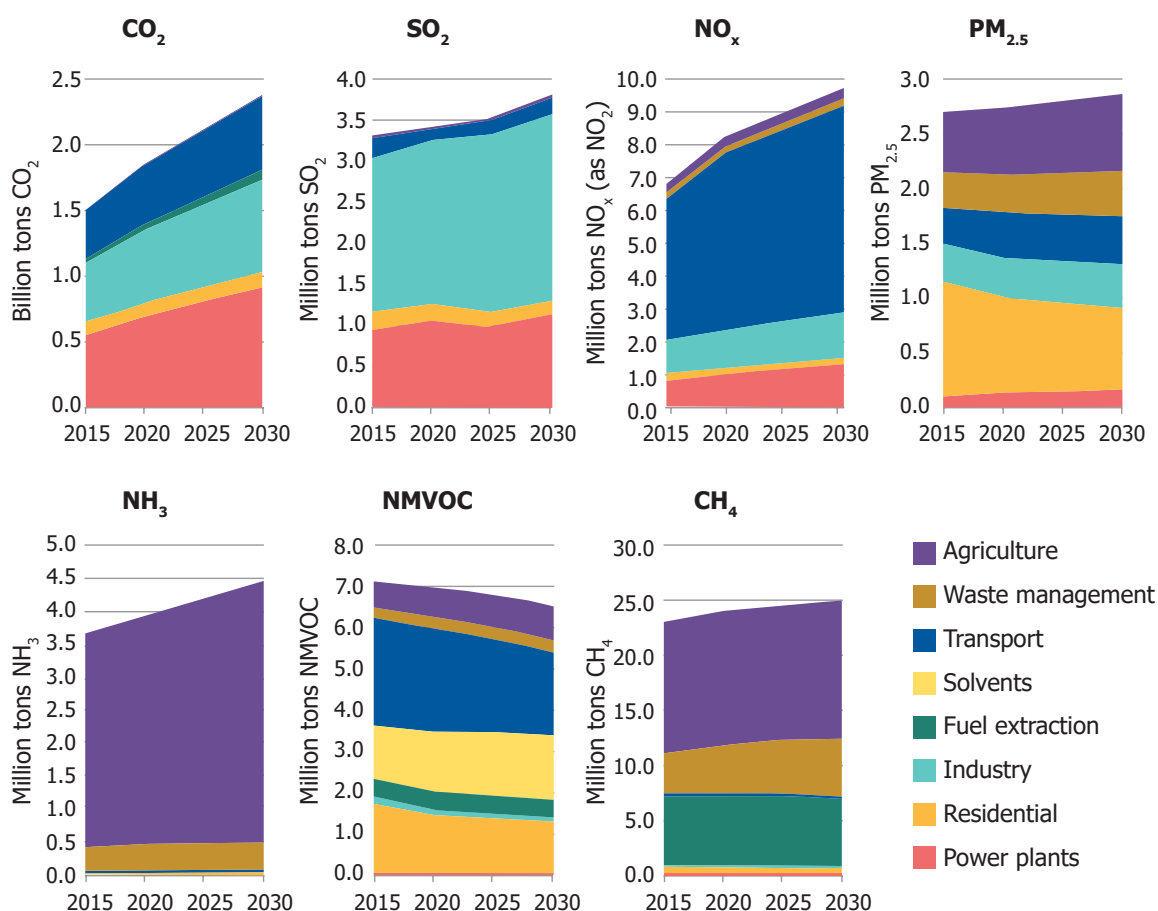 CO₂
2.5
2.0
1.5
1.0
0.5
0.0
Billion tons CO₂
2015 2020 2025 2030
SO₂
4.0
3.5
3.0
2.5
2.0
1.5
1.0
0.5
0.0
Million tons SO₂
2015 2020 2025 2030
NOₓ
10.0
9.0
8.0
7.0
6.0
5.0
4.0
3.0
2.0
1.0
0.0
Million tons NOₓ (as NO₂)
2015 2020 2025 2030
PM₂.₅
3.0
2.5
2.0
1.5
1.0
0.5
0.0
Million tons PM₂.₅
2015 2020 2025 2030
NH₃
5.0
4.5
4.0
3.5
3.0
2.5
2.0
1.5
1.0
0.5
0.0
Million tons NH₃
2015 2020 2025 2030
NMVOC
8.0
7.0
6.0
5.0
4.0
3.0
2.0
1.0
0.0
Million tons NMVOC
2015 2020 2025 2030
CH₄
30.0
25.0
20.0
15.0
10.0
5.0
0.0
Million tons CH₄
2015 2020 2025 2030
Agriculture
Waste management
Transport
Solvents
Fuel extraction
Industry
Residential
Power plants